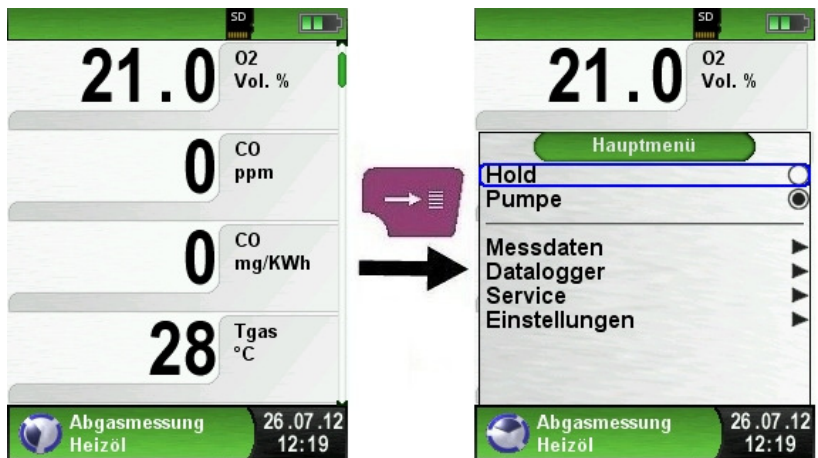 SD
21.0
O2
Vol. %
0
CO
ppm
0
CO
mg/KWh
28
Tgas
°C
Abgasmessung
Heizöl
26.07.12
12:19
SD
21.0
O2
Vol. %
Hauptmenü
Hold
Pumpe
Messdaten
Datalogger
Service
Einstellungen
Abgasmessung
Heizöl
26.07.12
12:19